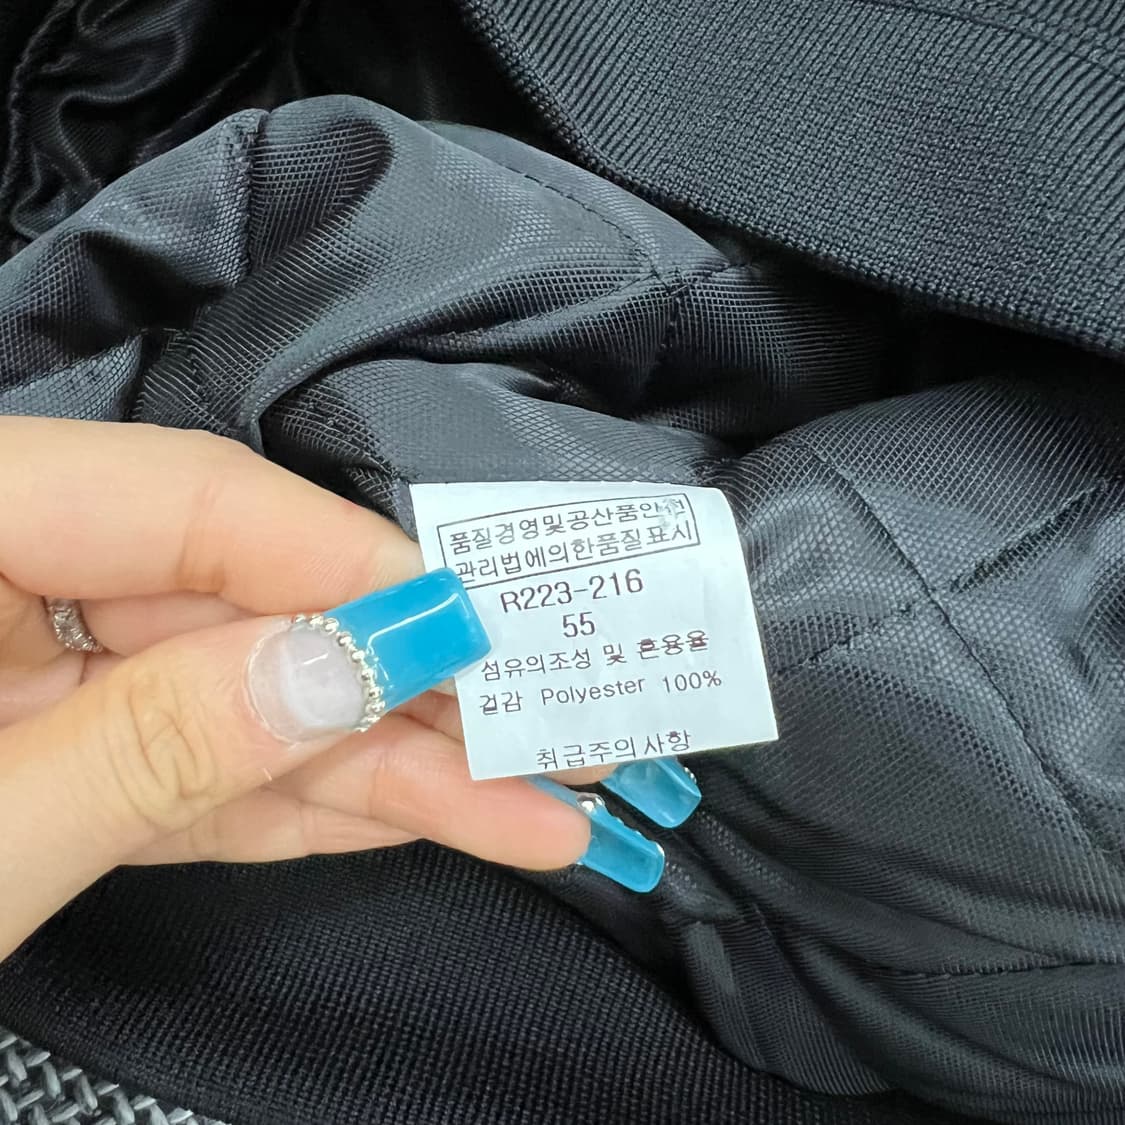 품질경영및공산품안전
관리법에의한품질표시
R223-216
55
섬유의조성 및 혼용율
겉감 Polyester 100%
취급주의사항